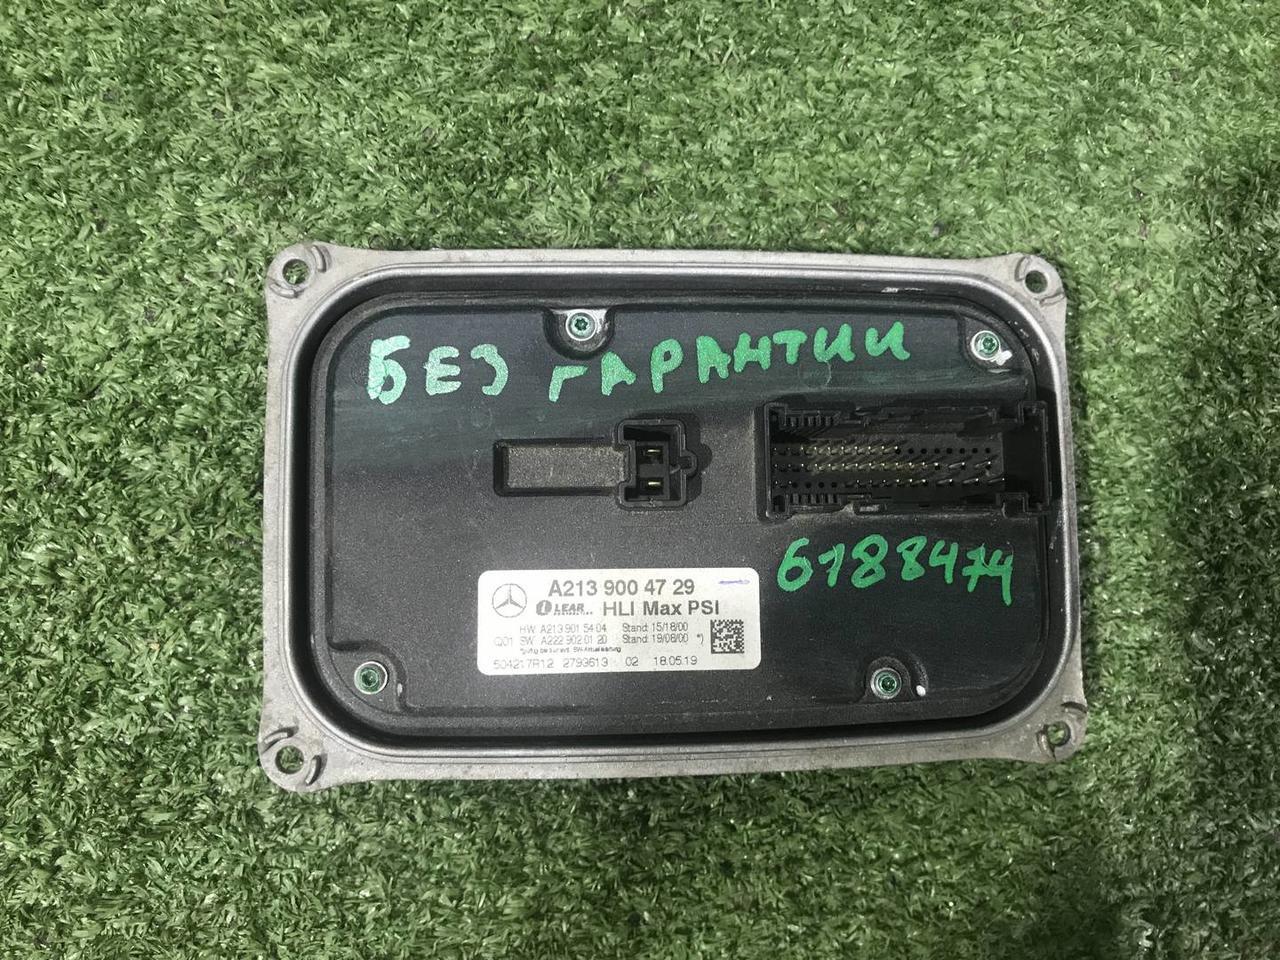 БЕЗ ГАРАНТИИ
6188474
A213 900 47 29
LEAR HLI Max PSI
HW A213 901 54 04 Stand: 15/18/00
Q01 SW A222 902 01 20 Stand: 19/08/00 *)
504217R12 2793613 02 18.05.19